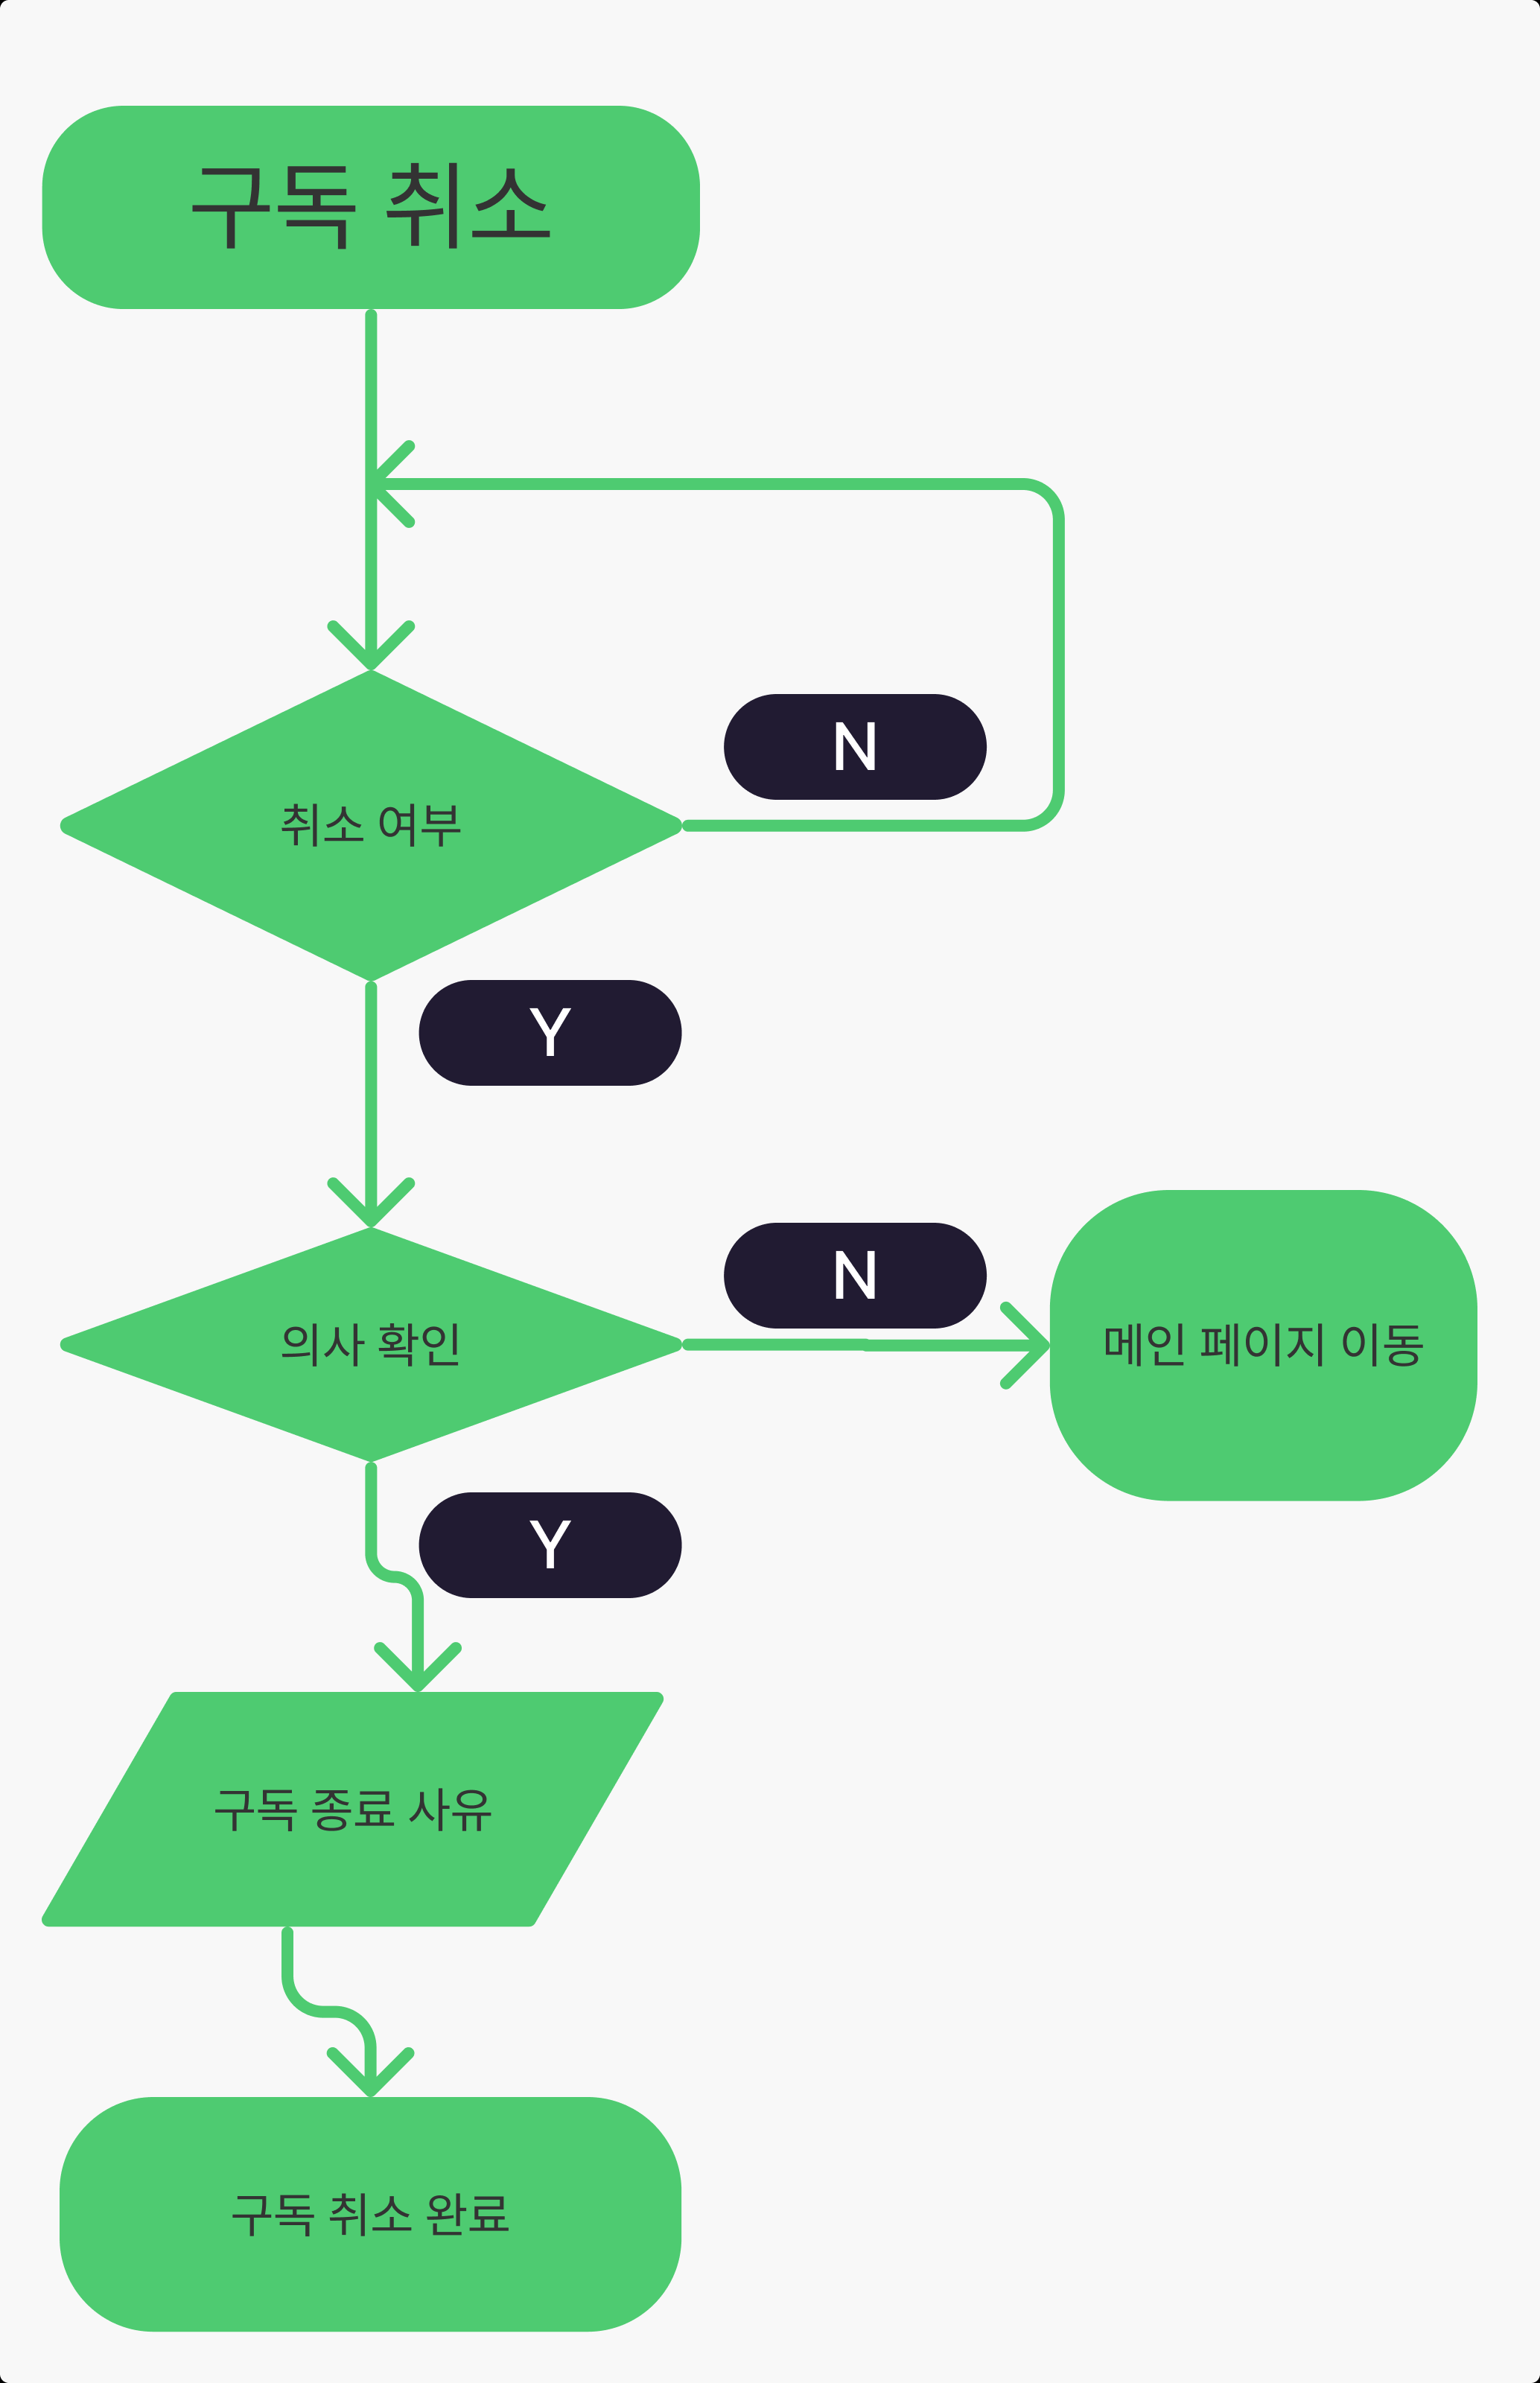 구독 취소
N
취소 여부
Y
N
의사 확인
메인 페이지 이동
Y
구독 종료 사유
구독 취소 완료